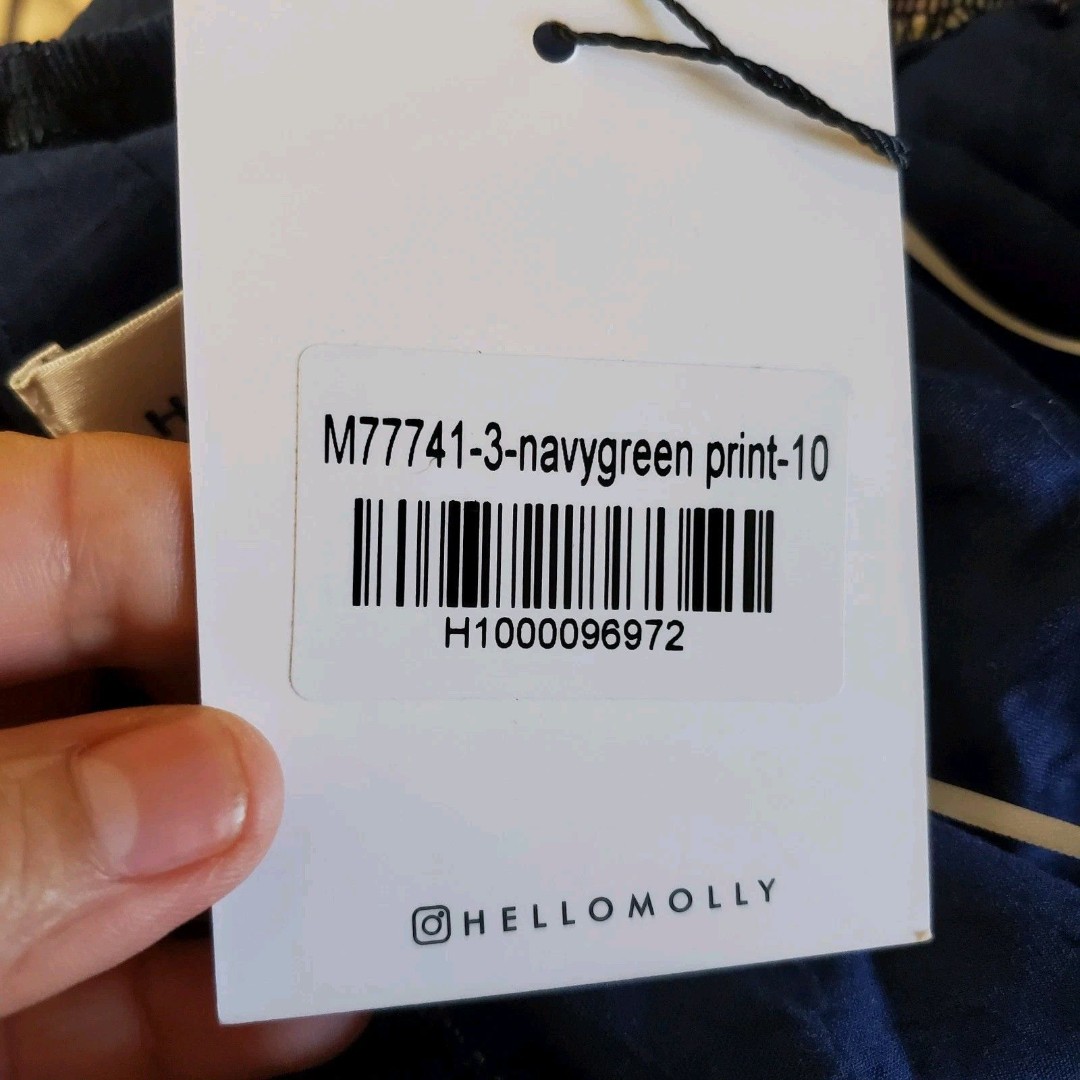 M77741-3-navygreen print-10
H1000096972
HELLOMOLLY
H